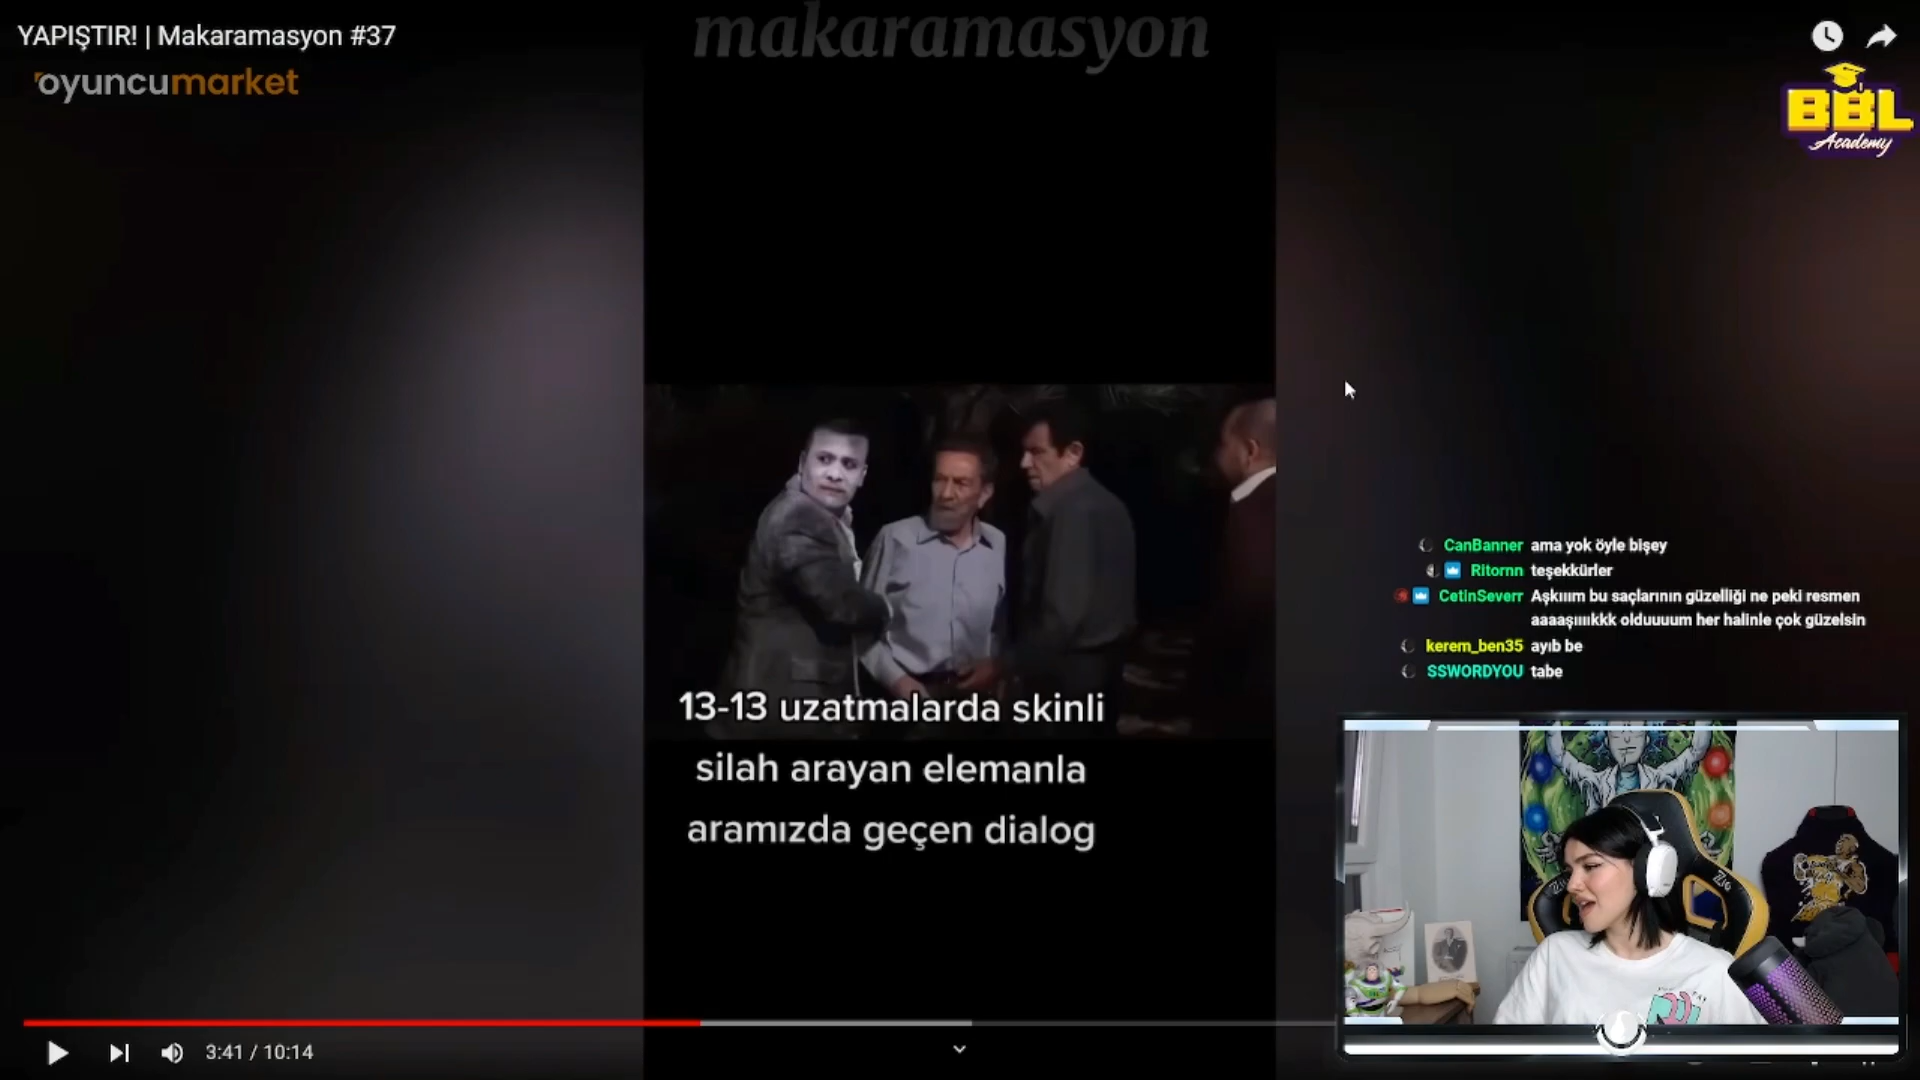 YAPIŞTIR! | Makaramasyon #37
makaramasyon
oyuncumarket
BBL
Academy
CanBanner ama yok öyle bişey
Ritornn teşekkürler
CetinSeverr Aşkıııım bu saçlarının güzelliği ne peki resmen
aaaaşıııııkkk olduuuum her halinle çok güzelsin
kerem_ben35 ayıb be
SSWORDYOU tabe
13-13 uzatmalarda skinli
silah arayan elemanla
aramızda geçen dialog
3:41 / 10:14